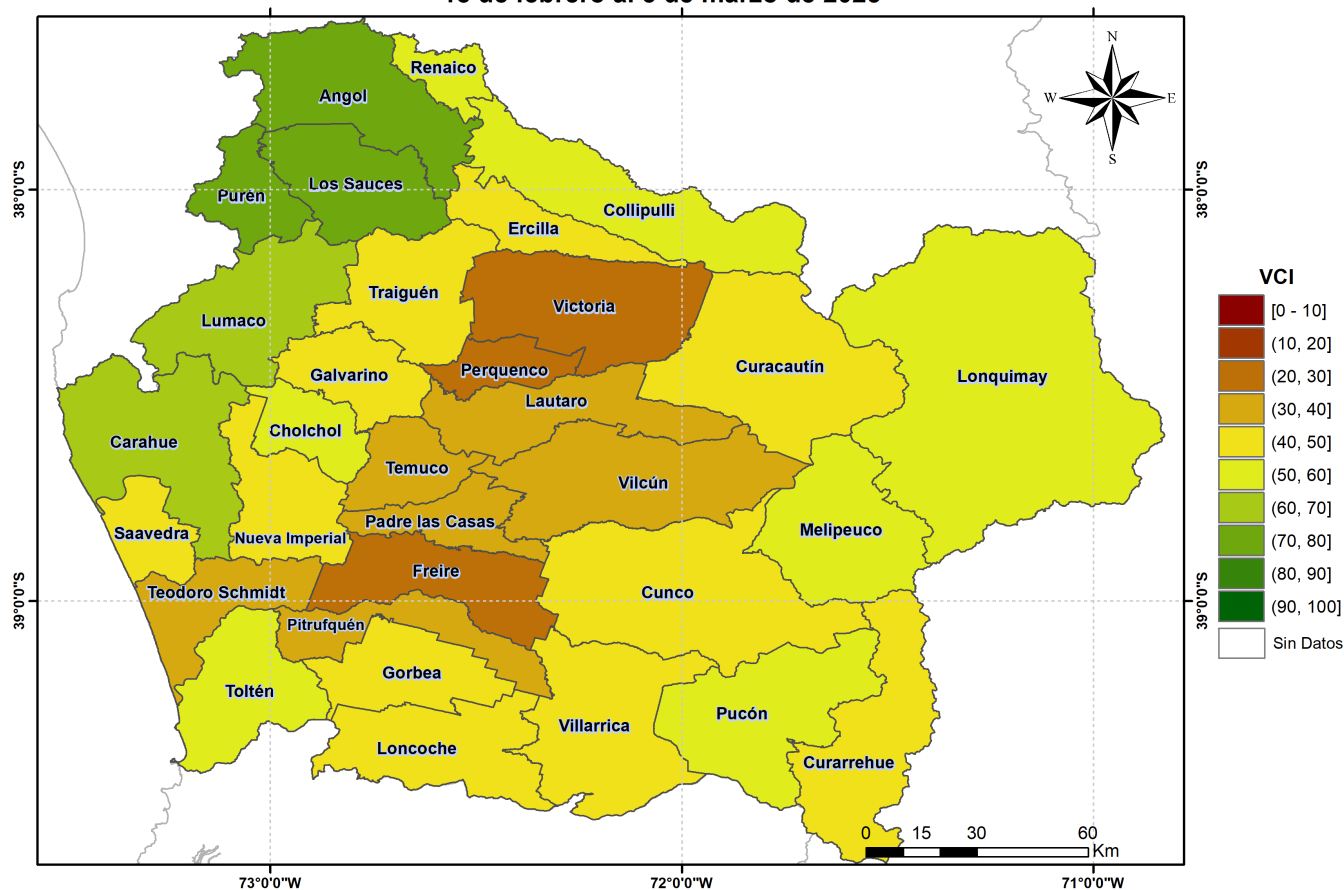 N
W E
S
Renaico
Angol
Los Sauces
Purén
Collipulli
Ercilla
Traiguén
Victoria
Lumaco
Curacautín
Lonquimay
Perquenco
Galvarino
Lautaro
Cholchol
Carahue
Temuco
Vilcún
Padre las Casas
Melipeuco
Saavedra
Nueva Imperial
Freire
Teodoro Schmidt
Cunco
Pitrufquén
Gorbea
Toltén
Villarrica
Pucón
Loncoche
Curarrehue
38°0'0"S
38°0'0"S
39°0'0"S
39°0'0"S
73°0'0"W
72°0'0"W
71°0'0"W
0 15 30 60
Km
VCI
[0 - 10]
(10, 20]
(20, 30]
(30, 40]
(40, 50]
(50, 60]
(60, 70]
(70, 80]
(80, 90]
(90, 100]
Sin Datos